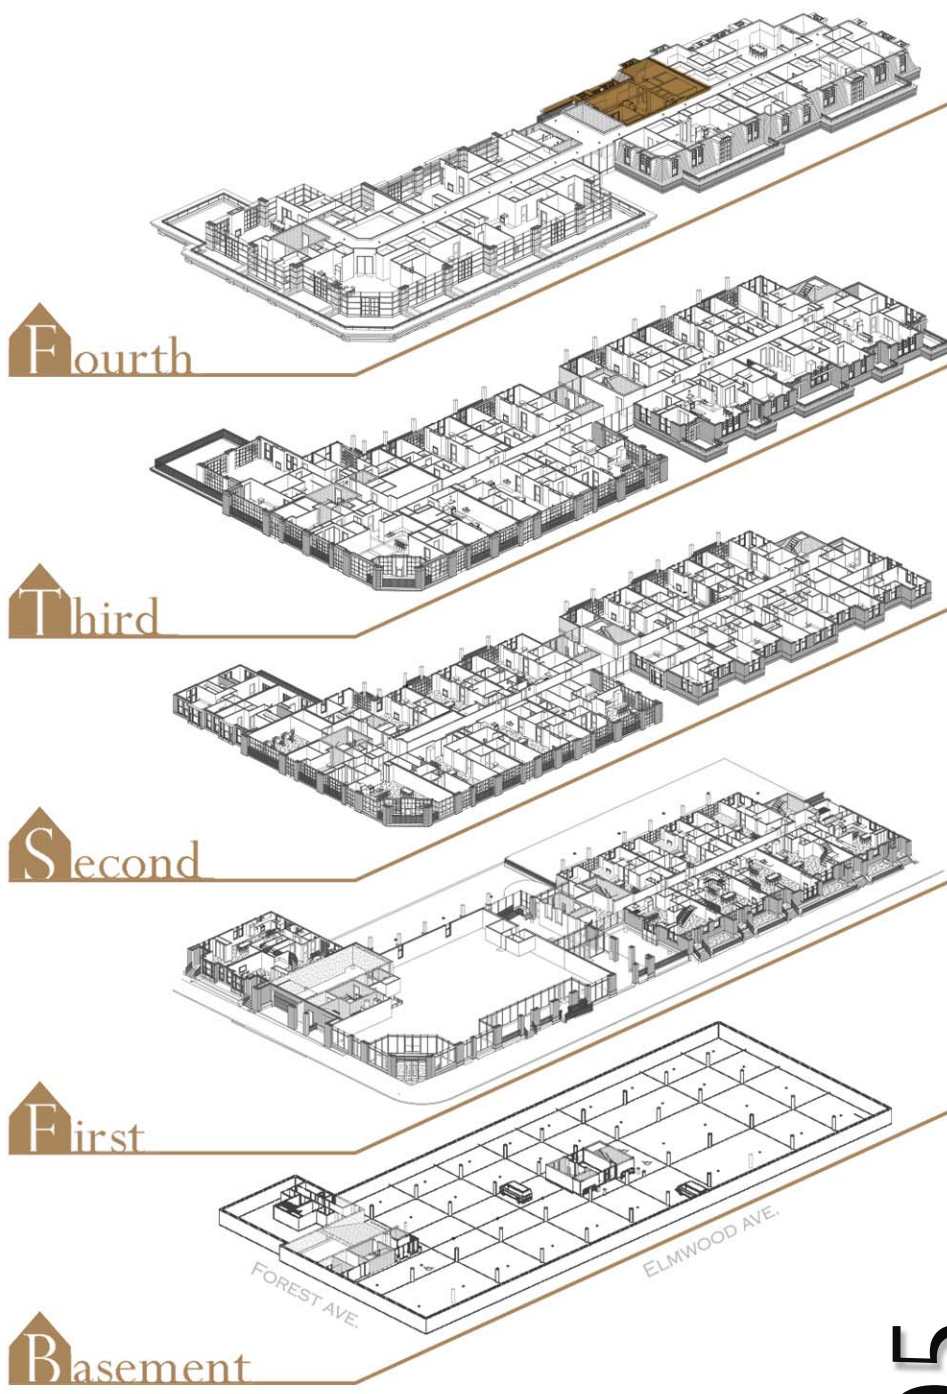 Fourth
Third
Second
First
FOREST AVE.
ELMWOOD AVE.
Basement